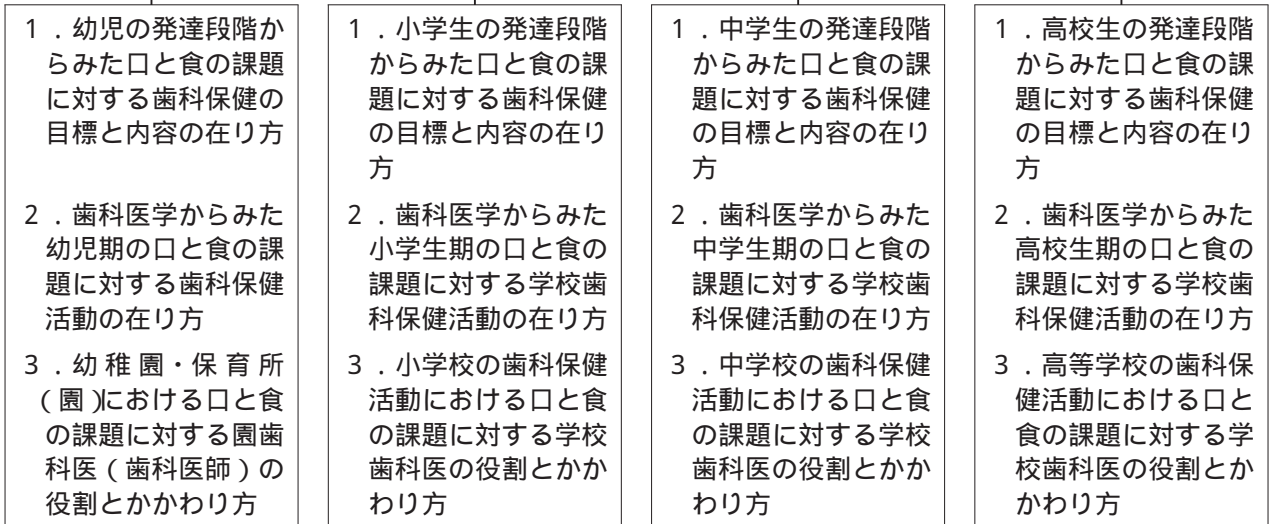 1．幼児の発達段階か
らみた口と食の課題
に対する歯科保健の
目標と内容の在り方
2．歯科医学からみた
幼児期の口と食の課
題に対する歯科保健
活動の在り方
3．幼稚園・保育所
（園）における口と食
の課題に対する園歯
科医（歯科医師）の
役割とかかわり方
1．小学生の発達段階
からみた口と食の課
題に対する歯科保健
の目標と内容の在り
方
2．歯科医学からみた
小学生期の口と食の
課題に対する学校歯
科保健活動の在り方
3．小学校の歯科保健
活動における口と食
の課題に対する学校
歯科医の役割とかか
わり方
1．中学生の発達段階
からみた口と食の課
題に対する歯科保健
の目標と内容の在り
方
2．歯科医学からみた
中学生期の口と食の
課題に対する学校歯
科保健活動の在り方
3．中学校の歯科保健
活動における口と食
の課題に対する学校
歯科医の役割とかか
わり方
1．高校生の発達段階
からみた口と食の課
題に対する歯科保健
の目標と内容の在り
方
2．歯科医学からみた
高校生期の口と食の
課題に対する学校歯
科保健活動の在り方
3．高等学校の歯科保
健活動における口と
食の課題に対する学
校歯科医の役割とか
かわり方